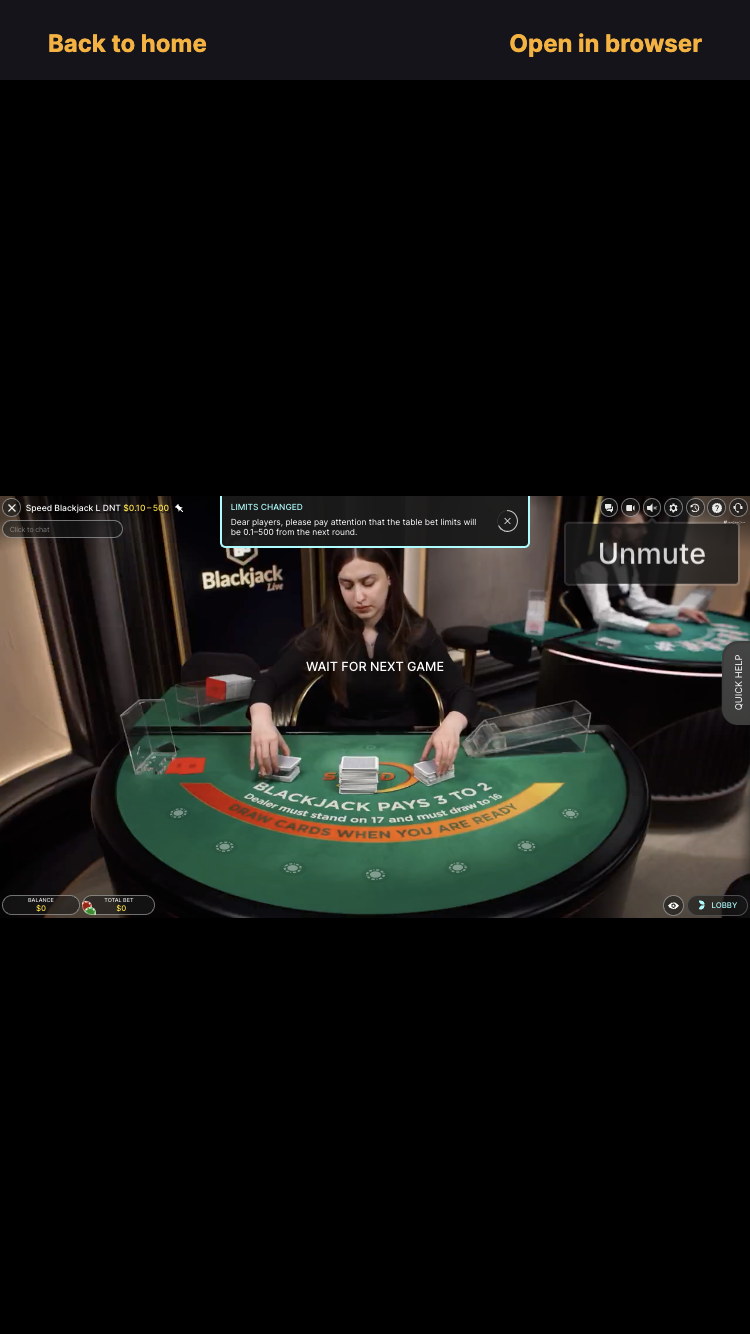 Back to home
Open in browser
Speed Blackjack L DNT $0.10–500
LIMITS CHANGED
Dear players, please pay attention that the table bet limits will
be 0.1–500 from the next round.
Click to chat
Unmute
Blackjack
Live
WAIT FOR NEXT GAME
QUICK HELP
BLACKJACK PAYS 3 TO 2
Dealer must stand on 17 and must draw to 16
DRAW CARDS WHEN YOU ARE READY
BALANCE
$0
TOTAL BET
$0
LOBBY